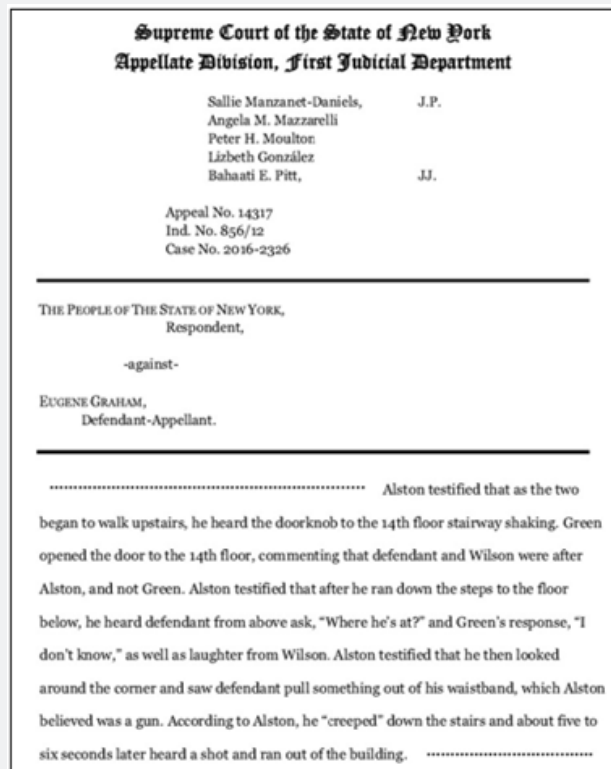 Supreme Court of the State of New York
Appellate Division, First Judicial Department
Sallie Manzanet-Daniels, J.P.
Angela M. Mazzarelli
Peter H. Moulton
Lizbeth González
Bahaati E. Pitt, JJ.
Appeal No. 14317
Ind. No. 856/12
Case No. 2016-2326
THE PEOPLE OF THE STATE OF NEW YORK,
Respondent,
-against-
EUGENE GRAHAM,
Defendant-Appellant.
Alston testified that as the two
began to walk upstairs, he heard the doorknob to the 14th floor stairway shaking. Green
opened the door to the 14th floor, commenting that defendant and Wilson were after
Alston, and not Green. Alston testified that after he ran down the steps to the floor
below, he heard defendant from above ask, “Where he’s at?” and Green’s response, “I
don’t know,” as well as laughter from Wilson. Alston testified that he then looked
around the corner and saw defendant pull something out of his waistband, which Alston
believed was a gun. According to Alston, he “creeped” down the stairs and about five to
six seconds later heard a shot and ran out of the building.